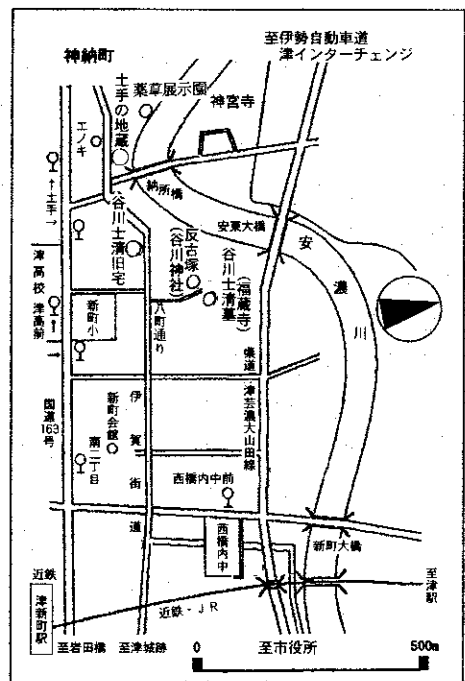 至伊勢自動車道
津インターチェンジ
神納町
薬草展示園
神宮寺
土手の地蔵
エノキ
←土手→
納所橋
安東大橋
安濃川
谷川士清旧宅
反古塚
(谷川神社)
谷川士清墓
(福蔵寺)
津高校
津高前
新町小
八町通り
県道
津芸濃大山田線
国道163号
伊賀街道
新町会館
南二丁目
西橋内中前
西橋内中
新町大橋
近鉄
津新町駅
近鉄・JR
至津駅
至岩田橋
至津城跡
至市役所
0
500m